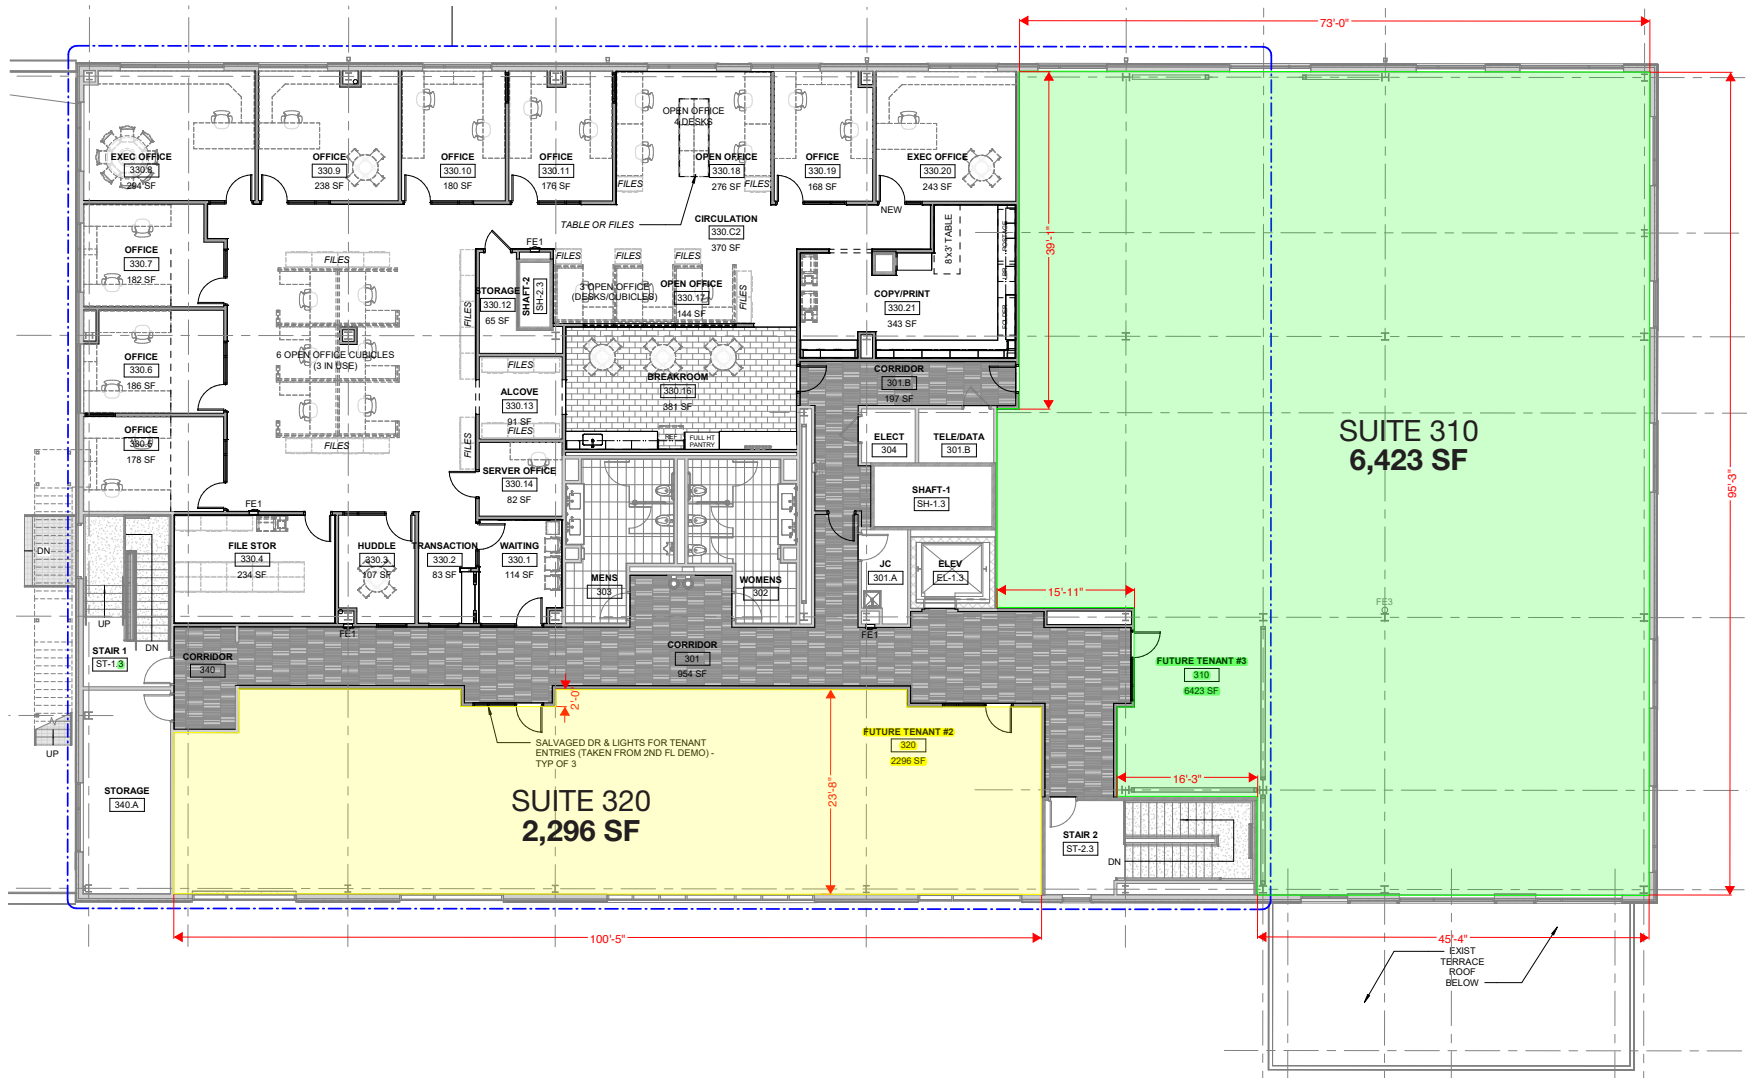 73'-0"
EXEC OFFICE
330.8
294 SF
OFFICE
330.9
238 SF
OFFICE
330.10
180 SF
OFFICE
330.11
176 SF
OPEN OFFICE
4 DESKS
FILES
OPEN OFFICE
330.18
276 SF
FILES
OFFICE
330.19
168 SF
EXEC OFFICE
330.20
243 SF
NEW
TABLE OR FILES
CIRCULATION
330.C2
370 SF
FE1
8'x3' TABLE
39'-1"
OFFICE
330.7
182 SF
FILES
FILES
FILES
FILES
FILES
STORAGE
330.12
65 SF
SHAFT-2
SH-2.3
3 OPEN OFFICE
(DESKS/CUBICLES)
OPEN OFFICE
330.17
144 SF
FILES
COPY/PRINT
330.21
343 SF
FOLDER
95'-3"
OFFICE
330.6
186 SF
6 OPEN OFFICE CUBICLES
(3 IN USE)
FILES
ALCOVE
330.13
91 SF
FILES
BREAKROOM
330.16
381 SF
REF
FULL HT
PANTRY
CORRIDOR
301.B
197 SF
ELECT
304
TELE/DATA
301.B
SUITE 310
6,423 SF
OFFICE
330.5
178 SF
FILES
FILES
SERVER OFFICE
330.14
82 SF
SHAFT-1
SH-1.3
FE1
DN
FILE STOR
330.4
234 SF
HUDDLE
330.3
107 SF
TRANSACTION
330.2
83 SF
WAITING
330.1
114 SF
MENS
303
WOMENS
302
JC
301.A
ELEV
EL-1.3
15'-11"
FE3
UP
DN
FE1
FE1
STAIR 1
ST-1.3
CORRIDOR
340
CORRIDOR
301
954 SF
FUTURE TENANT #3
310
6423 SF
2'-0"
UP
SALVAGED DR & LIGHTS FOR TENANT
ENTRIES (TAKEN FROM 2ND FL DEMO) -
TYP OF 3
FUTURE TENANT #2
320
2296 SF
STORAGE
340.A
SUITE 320
2,296 SF
23'-8"
16'-3"
STAIR 2
ST-2.3
DN
100'-5"
45'-4"
EXIST
TERRACE
ROOF
BELOW